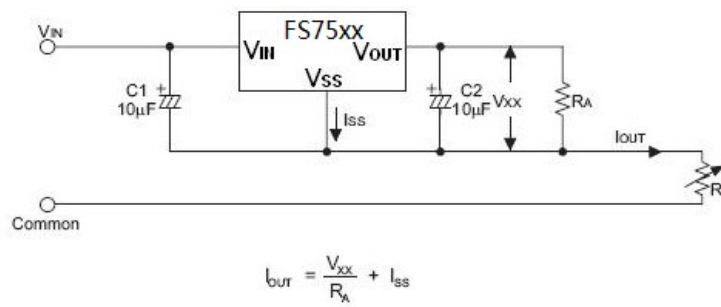 VIN
FS75xx
VIN
VOUT
VSS
C1
10µF
+
ISS
+
C2
10µF
VXX
RA
IOUT
R
Common
IOUT = VXX / RA + ISS